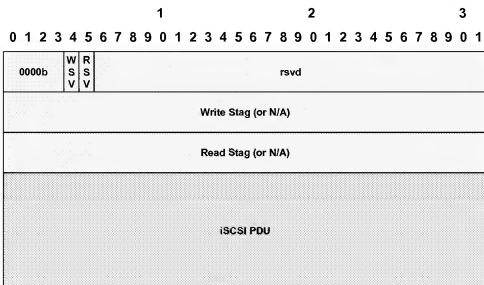 1 2 3
0 1 2 3 4 5 6 7 8 9 0 1 2 3 4 5 6 7 8 9 0 1 2 3 4 5 6 7 8 9 0 1
0000b W S V R S V rsvd
Write Stag (or N/A)
Read Stag (or N/A)
iSCSI PDU